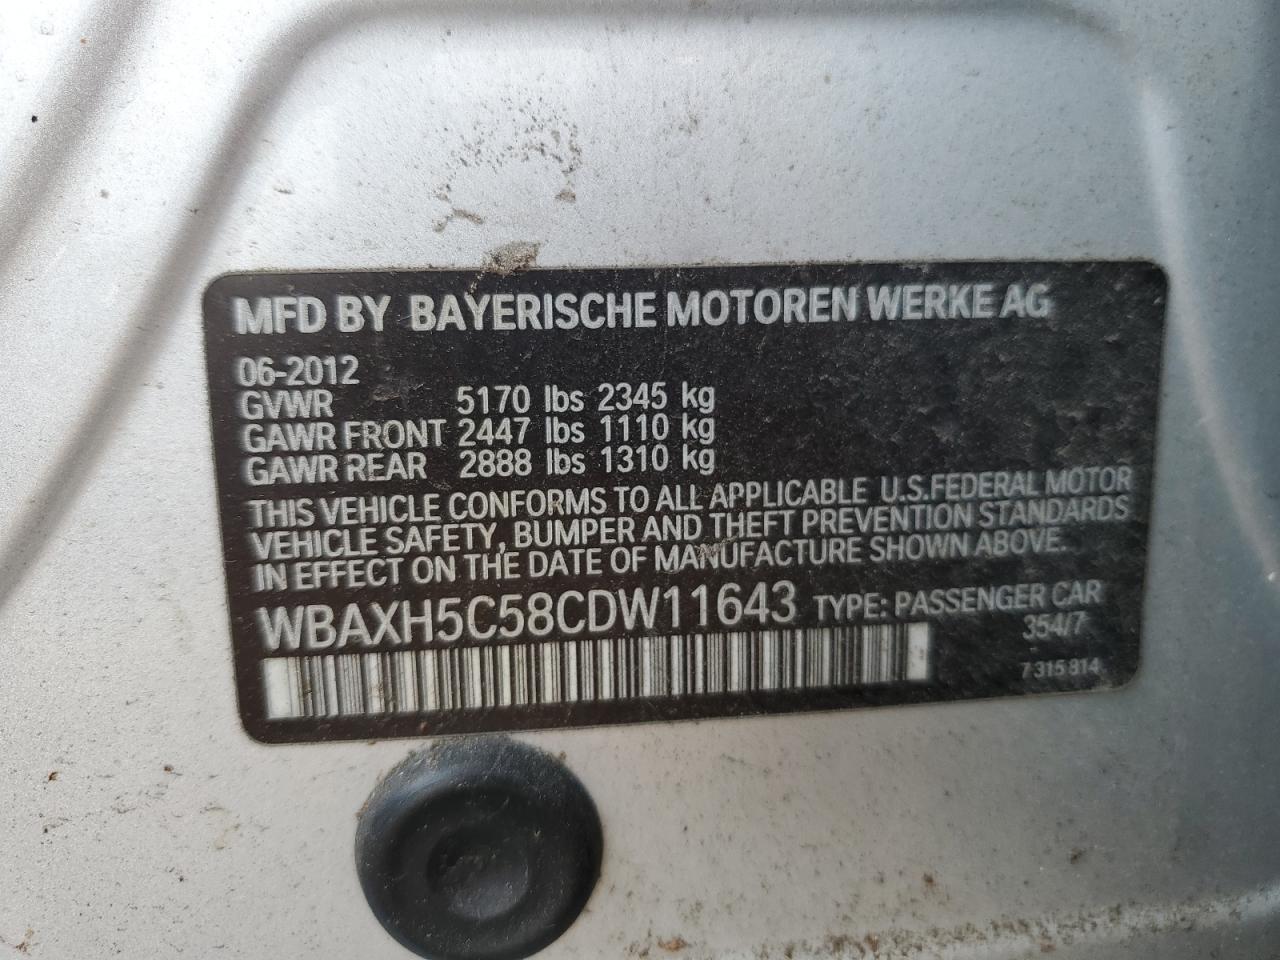 MFD BY BAYERISCHE MOTOREN WERKE AG
06-2012
GVWR 5170 lbs 2345 kg
GAWR FRONT 2447 lbs 1110 kg
GAWR REAR 2888 lbs 1310 kg
THIS VEHICLE CONFORMS TO ALL APPLICABLE U.S.FEDERAL MOTOR
VEHICLE SAFETY, BUMPER AND THEFT PREVENTION STANDARDS
IN EFFECT ON THE DATE OF MANUFACTURE SHOWN ABOVE.
WBAXH5C58CDW11643 TYPE: PASSENGER CAR
354/7
7 315 814